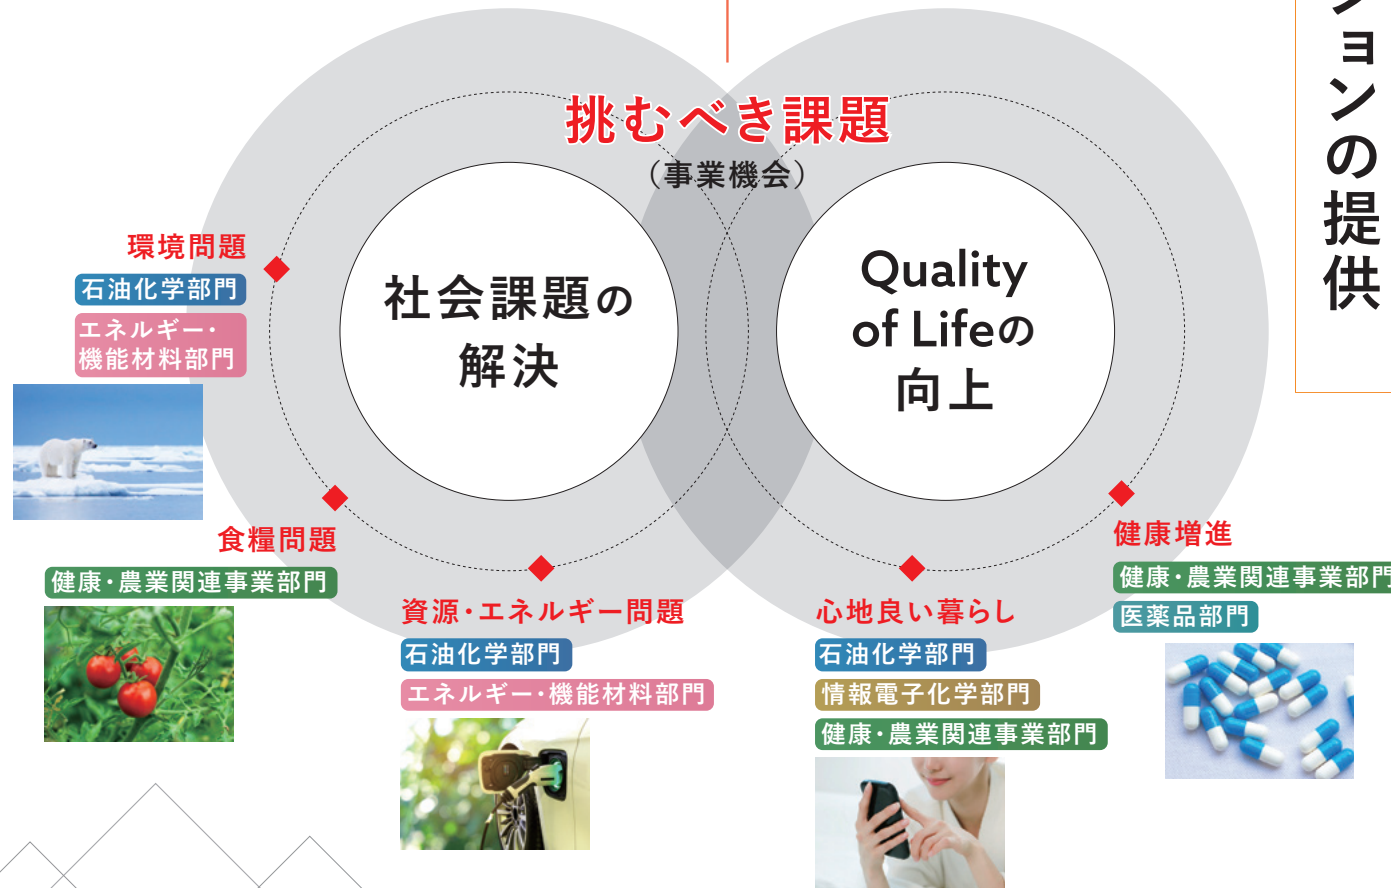 挑むべき課題
（事業機会）
社会課題の
解決
Quality
of Lifeの
向上
環境問題
石油化学部門
エネルギー・
機能材料部門
食糧問題
健康・農業関連事業部門
資源・エネルギー問題
石油化学部門
エネルギー・機能材料部門
心地良い暮らし
石油化学部門
情報電子化学部門
健康・農業関連事業部門
健康増進
健康・農業関連事業部門
医薬品部門
ョンの提供